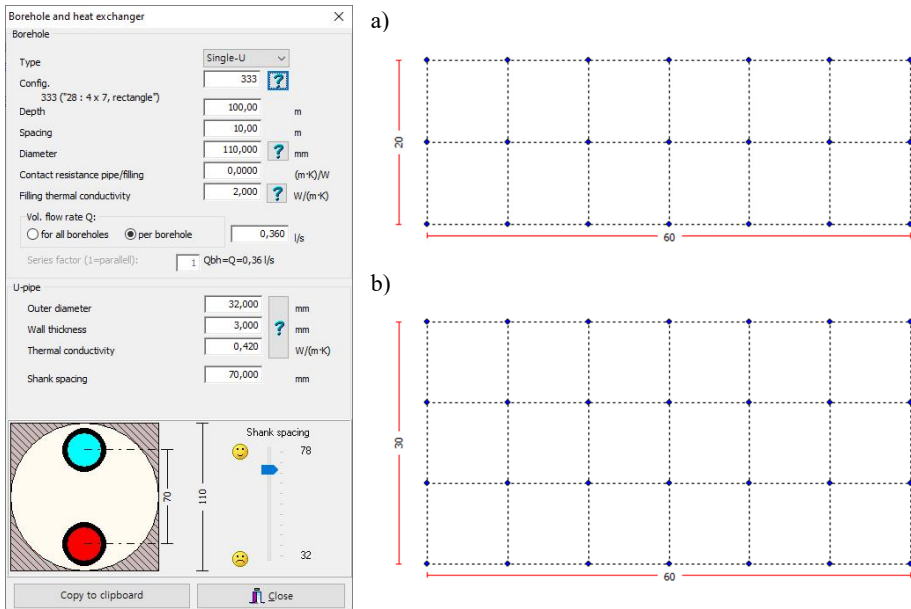 Borehole and heat exchanger
Borehole
Type Single-U
Config. 333 ?
333 ("28 : 4 x 7, rectangle")
Depth 100,00 m
Spacing 10,00 m
Diameter 110,000 ? mm
Contact resistance pipe/filling 0,0000 (m·K)/W
Filling thermal conductivity 2,000 ? W/(m·K)
Vol. flow rate Q:
for all boreholes per borehole 0,360 l/s
Series factor (1=parallell): 1 Qbh=Q=0,36 l/s
U-pipe
Outer diameter 32,000 mm
Wall thickness 3,000 ? mm
Thermal conductivity 0,420 W/(m·K)
Shank spacing 70,000 mm
70
110
Shank spacing
78
32
Copy to clipboard Close
a)
20
60
b)
30
60